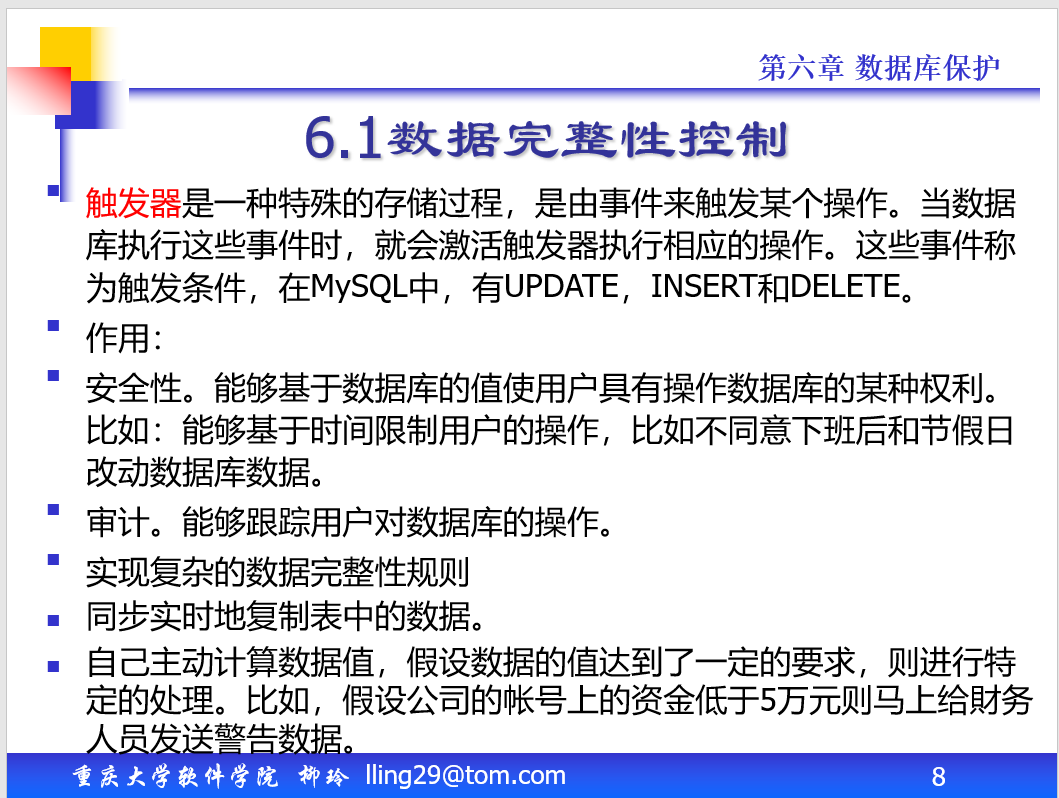 第六章 数据库保护
6.1数据完整性控制
触发器是一种特殊的存储过程，是由事件来触发某个操作。当数据
库执行这些事件时，就会激活触发器执行相应的操作。这些事件称
为触发条件，在MySQL中，有UPDATE，INSERT和DELETE。
作用：
安全性。能够基于数据库的值使用户具有操作数据库的某种权利。
比如：能够基于时间限制用户的操作，比如不同意下班后和节假日
改动数据库数据。
审计。能够跟踪用户对数据库的操作。
实现复杂的数据完整性规则
同步实时地复制表中的数据。
自己主动计算数据值，假设数据的值达到了一定的要求，则进行特
定的处理。比如，假设公司的帐号上的资金低于5万元则马上给財务
人员发送警告数据。
重庆大学软件学院 柳玲 lling29@tom.com
8